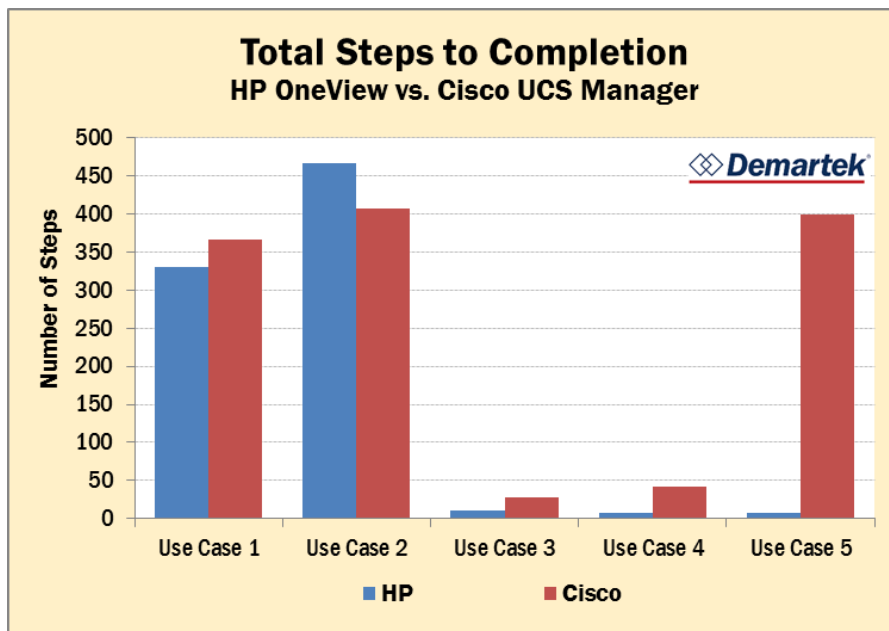 Total Steps to Completion
HP OneView vs. Cisco UCS Manager
Demartek®
Number of Steps
500
450
400
350
300
250
200
150
100
50
0
Use Case 1 Use Case 2 Use Case 3 Use Case 4 Use Case 5
HP Cisco